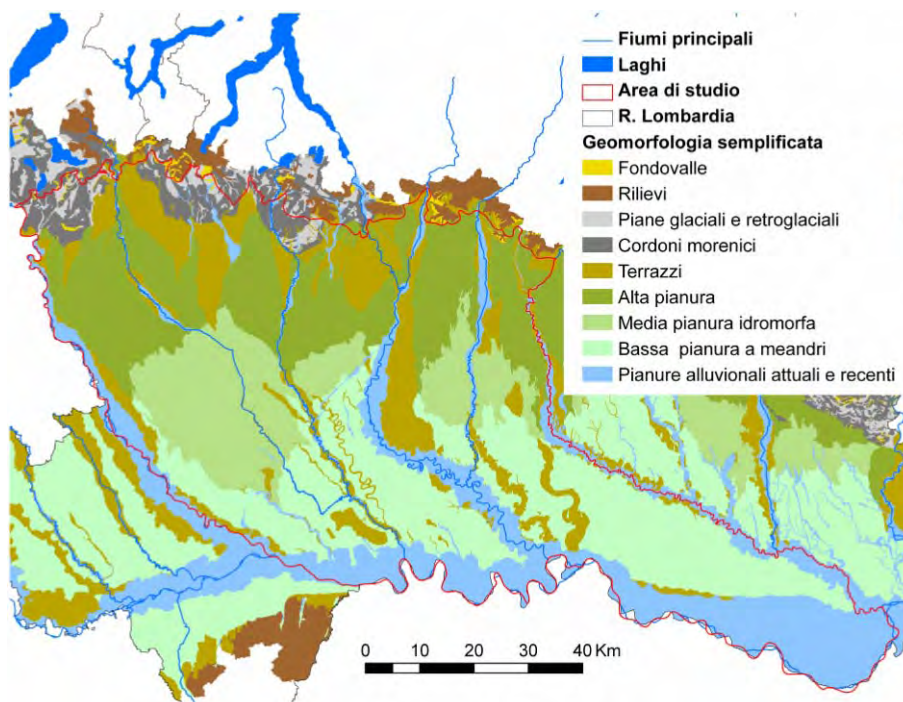 Fiumi principali
Laghi
Area di studio
R. Lombardia
Geomorfologia semplificata
Fondovalle
Rilievi
Piane glaciali e retroglaciali
Cordoni morenici
Terrazzi
Alta pianura
Media pianura idromorfa
Bassa pianura a meandri
Pianure alluvionali attuali e recenti
0 10 20 30 40 Km